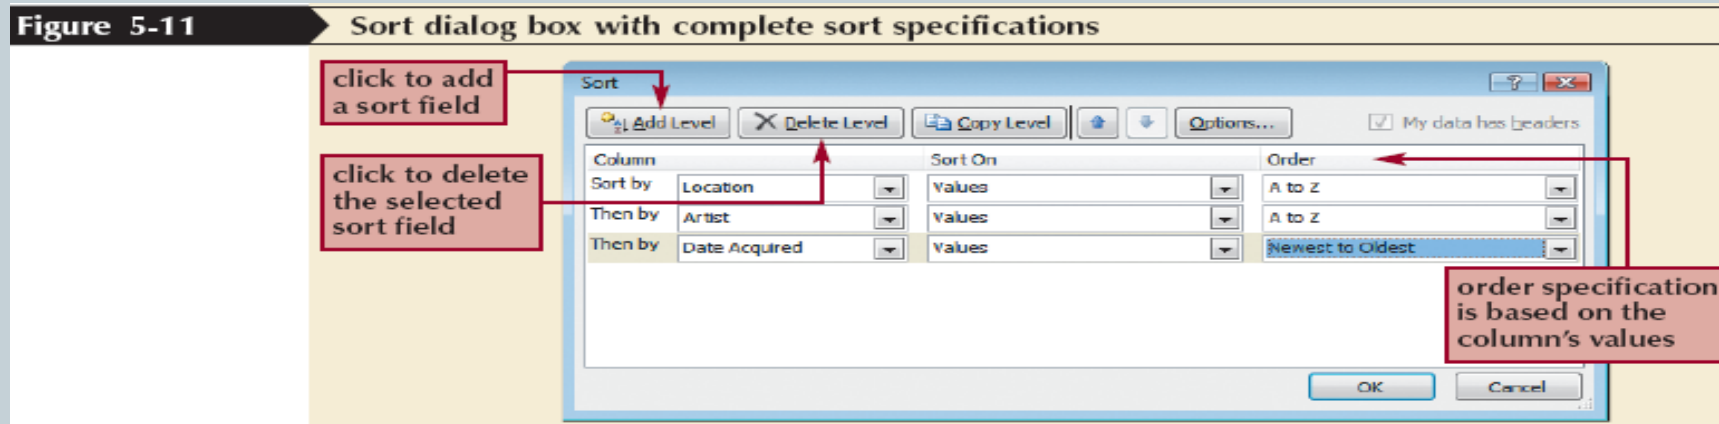 Figure 5-11 Sort dialog box with complete sort specifications
click to add
a sort field
click to delete
the selected
sort field
Sort
Add Level Delete Level Copy Level Options... My data has headers
Column Sort On Order
Sort by Location Values A to Z
Then by Artist Values A to Z
Then by Date Acquired Values Newest to Oldest
order specification
is based on the
column's values
OK Cancel